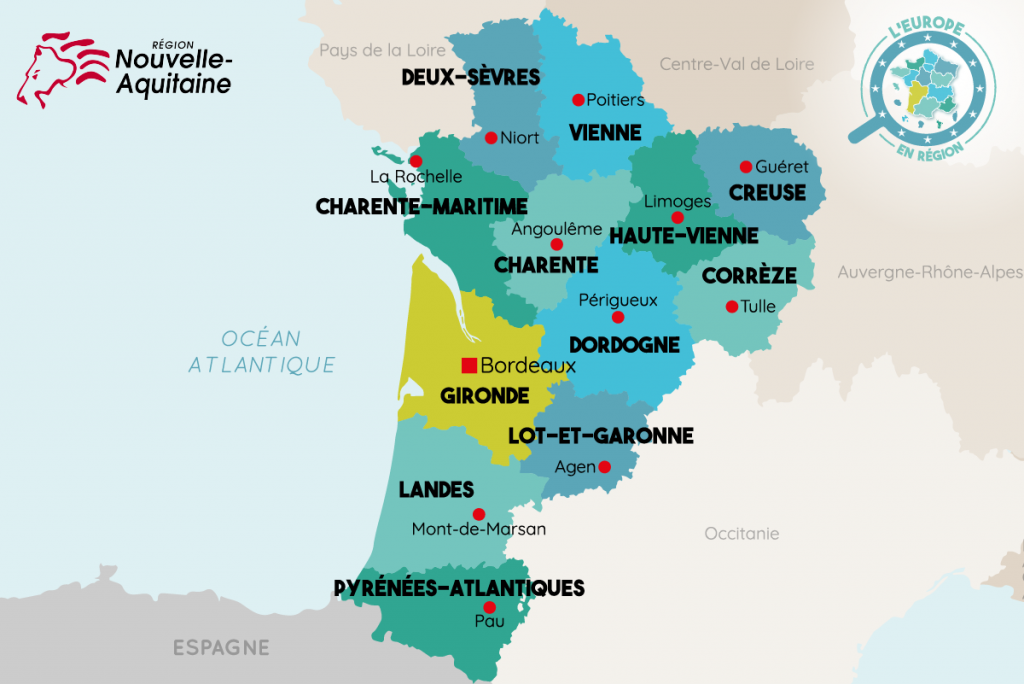 RÉGION
Nouvelle-
Aquitaine
L'EUROPE
EN RÉGION
Pays de la Loire
Centre-Val de Loire
DEUX-SÈVRES
Poitiers
VIENNE
Niort
La Rochelle
Guéret
CREUSE
CHARENTE-MARITIME
Limoges
Angoulême
HAUTE-VIENNE
CHARENTE
CORRÈZE
Auvergne-Rhône-Alpes
Périgueux
Tulle
OCÉAN
ATLANTIQUE
DORDOGNE
Bordeaux
GIRONDE
LOT-ET-GARONNE
Agen
LANDES
Mont-de-Marsan
Occitanie
PYRÉNÉES-ATLANTIQUES
Pau
ESPAGNE